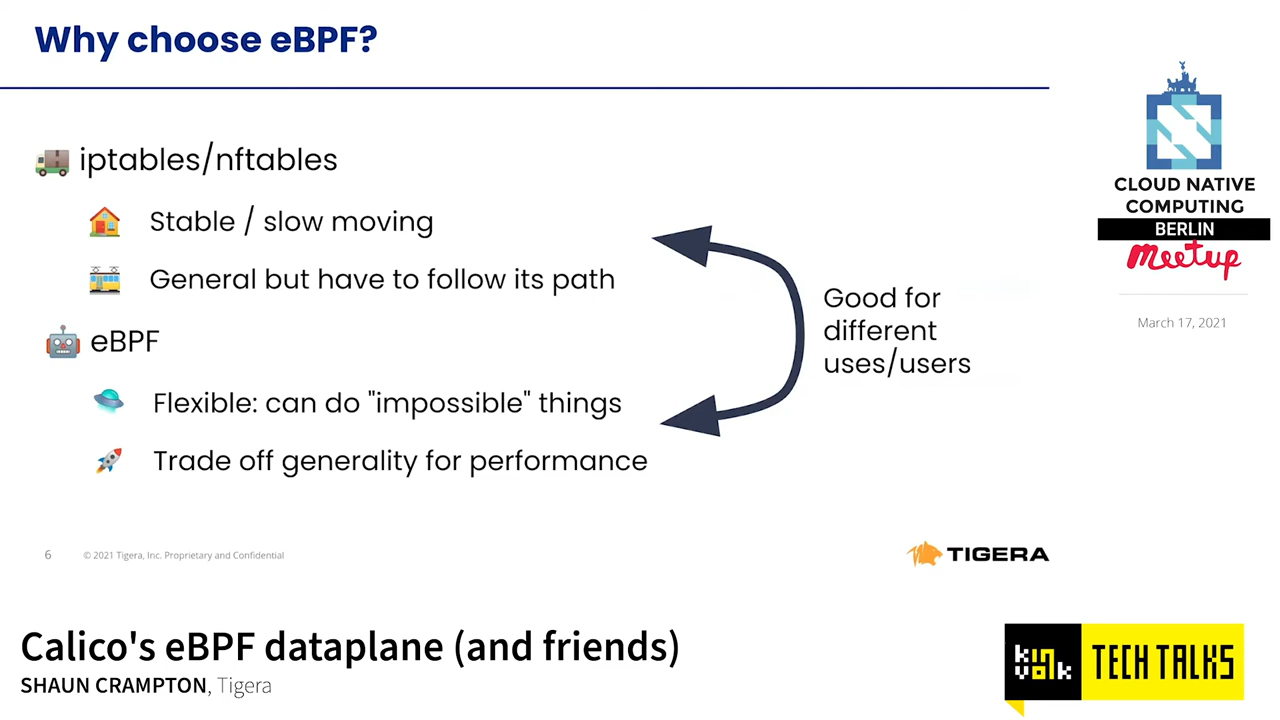 Why choose eBPF?
iptables/nftables
Stable / slow moving
General but have to follow its path
eBPF
Flexible: can do "impossible" things
Trade off generality for performance
Good for
different
uses/users
6
© 2021 Tigera, Inc. Proprietary and Confidential
TIGERA
CLOUD NATIVE
COMPUTING
BERLIN
meetup
March 17, 2021
Calico's eBPF dataplane (and friends)
SHAUN CRAMPTON, Tigera
kinvolk
TECH TALKS